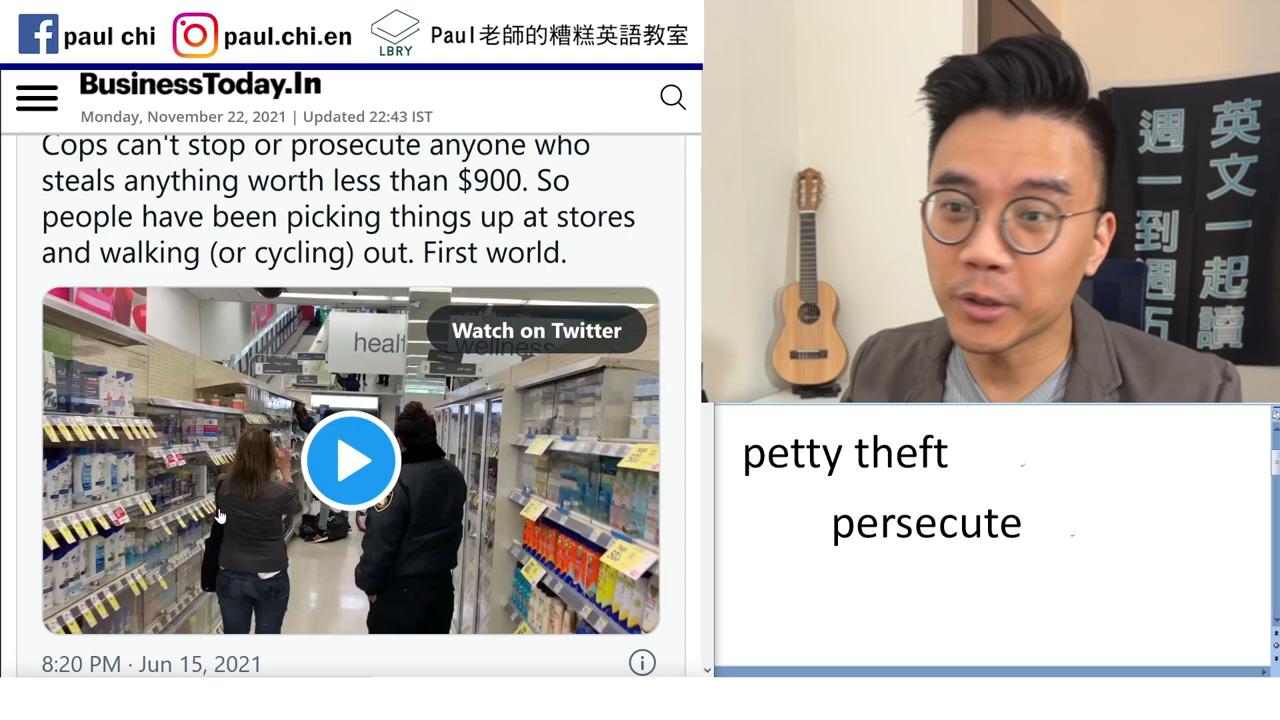 paul chi
paul.chi.en
LBRY
Paul老師的糟糕英語教室
BusinessToday.In
Monday, November 22, 2021 | Updated 22:43 IST
Cops can't stop or prosecute anyone who
steals anything worth less than $900. So
people have been picking things up at stores
and walking (or cycling) out. First world.
Watch on Twitter
healt
wellness
8:20 PM · Jun 15, 2021
petty theft
persecute
英文一起讀
週一到週五